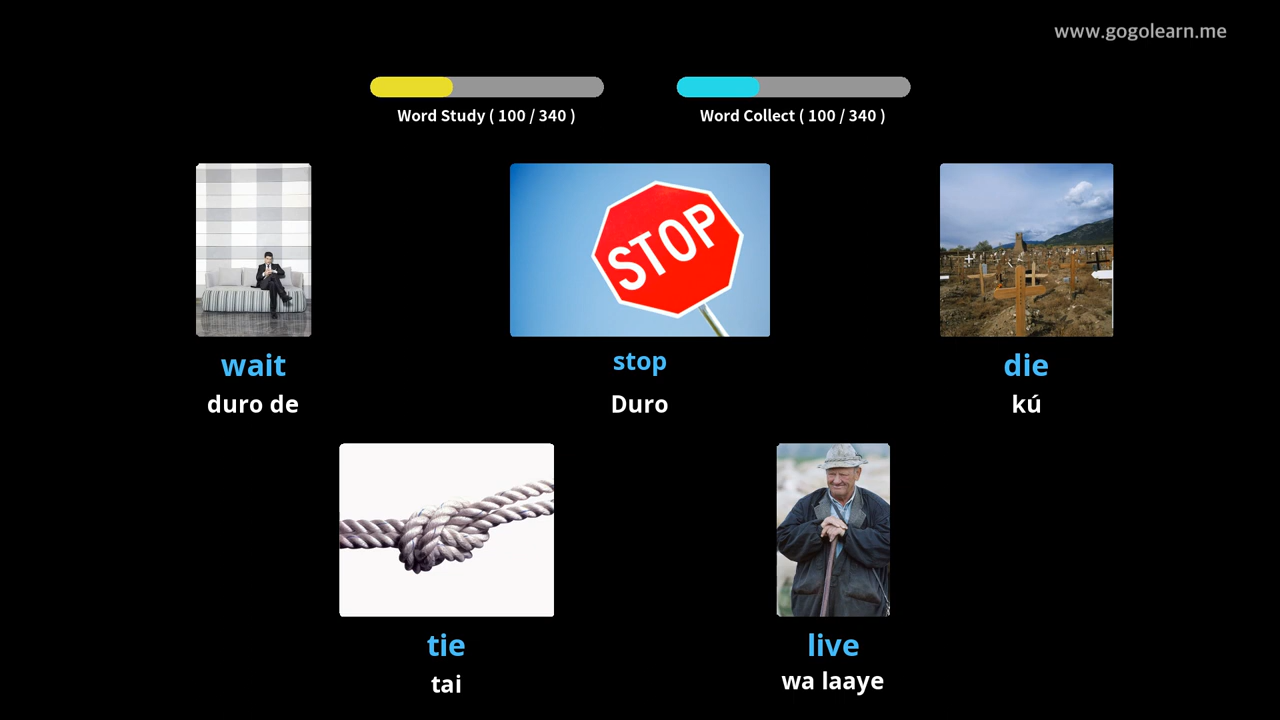 www.gogolearn.me
Word Study ( 100 / 340 )
Word Collect ( 100 / 340 )
STOP
wait
stop
die
duro de
Duro
kú
tie
live
tai
wa laaye